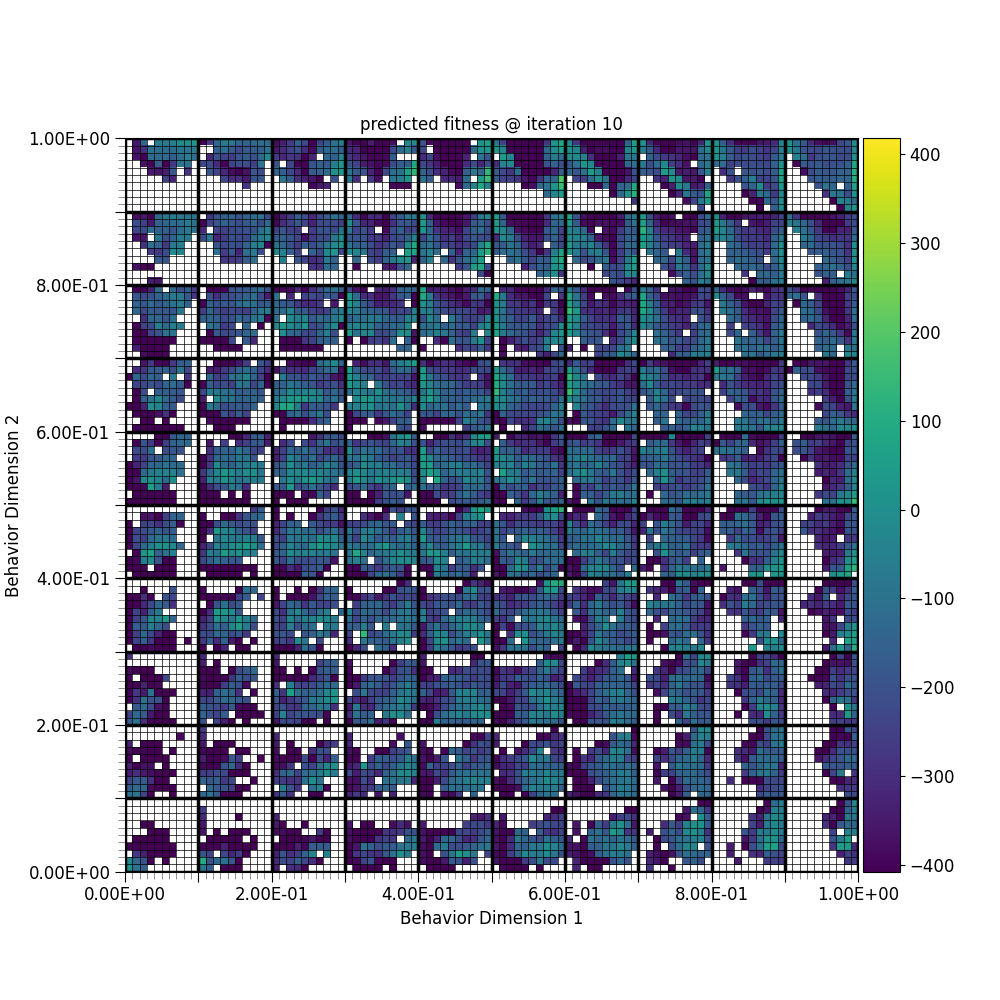 predicted fitness @ iteration 10
1.00E+00
8.00E-01
6.00E-01
4.00E-01
2.00E-01
0.00E+00
Behavior Dimension 2
0.00E+00 2.00E-01 4.00E-01 6.00E-01 8.00E-01 1.00E+00
Behavior Dimension 1
400
300
200
100
0
−100
−200
−300
−400